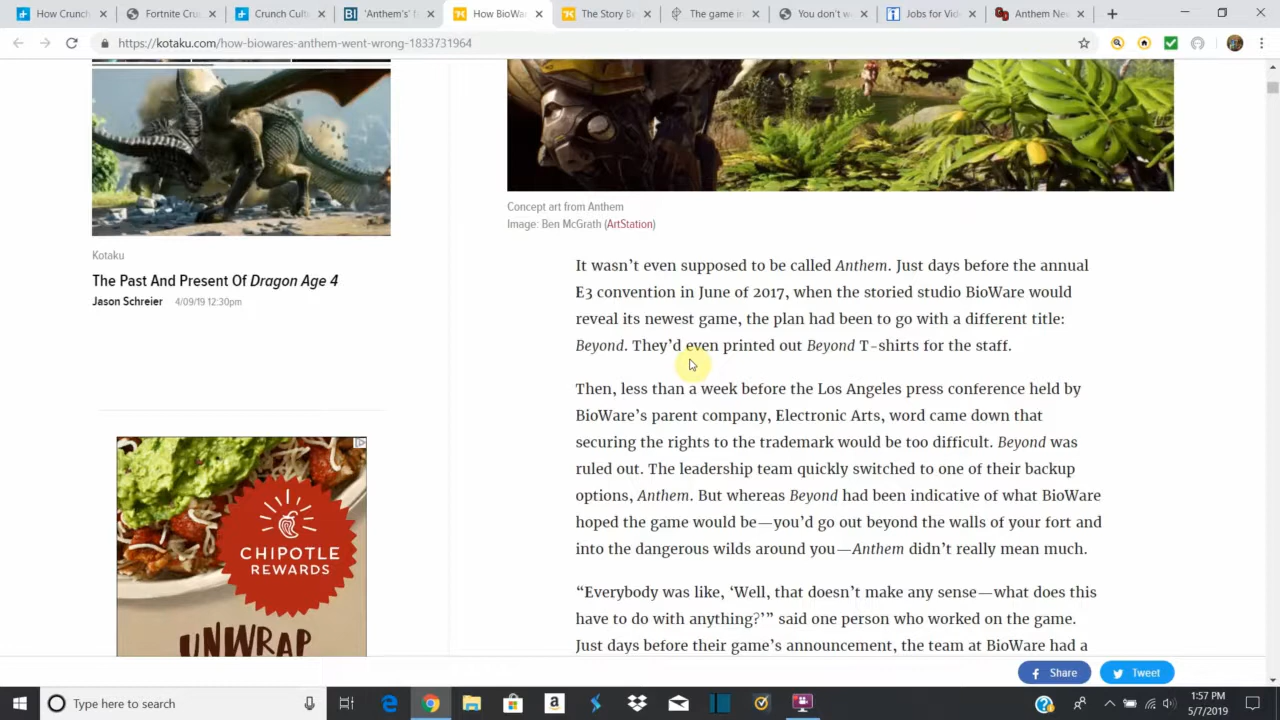 How Crunch
Fortnite Crus
Crunch Cultu
'Anthem's' f
How BioWar
The Story Be
The game in
You don't w
Jobs for Vide
Anthem Nex
https://kotaku.com/how-biowares-anthem-went-wrong-1833731964
Concept art from Anthem
Image: Ben McGrath (ArtStation)
Kotaku
The Past And Present Of Dragon Age 4
Jason Schreier 4/09/19 12:30pm
It wasn't even supposed to be called Anthem. Just days before the annual
E3 convention in June of 2017, when the storied studio BioWare would
reveal its newest game, the plan had been to go with a different title:
Beyond. They'd even printed out Beyond T-shirts for the staff.
Then, less than a week before the Los Angeles press conference held by
BioWare's parent company, Electronic Arts, word came down that
securing the rights to the trademark would be too difficult. Beyond was
ruled out. The leadership team quickly switched to one of their backup
options, Anthem. But whereas Beyond had been indicative of what BioWare
hoped the game would be—you'd go out beyond the walls of your fort and
into the dangerous wilds around you—Anthem didn't really mean much.
"Everybody was like, 'Well, that doesn't make any sense—what does this
have to do with anything?'" said one person who worked on the game.
Just days before their game's announcement, the team at BioWare had a
CHIPOTLE
REWARDS
UNWRAP
Share
Tweet
Type here to search
1:57 PM
5/7/2019